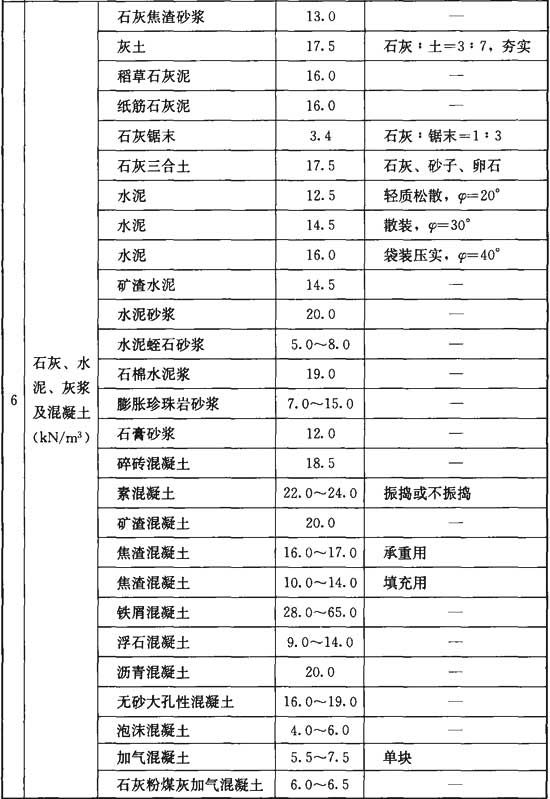 石灰焦渣砂浆 13.0 —
灰土 17.5 石灰∶土=3∶7，夯实
稻草石灰泥 16.0 —
纸筋石灰泥 16.0 —
石灰锯末 3.4 石灰∶锯末=1∶3
石灰三合土 17.5 石灰、砂子、卵石
水泥 12.5 轻质松散，φ=20°
水泥 14.5 散装，φ=30°
水泥 16.0 袋装压实，φ=40°
矿渣水泥 14.5 —
水泥砂浆 20.0 —
水泥蛭石砂浆 5.0～8.0 —
石棉水泥浆 19.0 —
膨胀珍珠岩砂浆 7.0～15.0 —
石膏砂浆 12.0 —
碎砖混凝土 18.5 —
素混凝土 22.0～24.0 振捣或不振捣
矿渣混凝土 20.0 —
焦渣混凝土 16.0～17.0 承重用
焦渣混凝土 10.0～14.0 填充用
铁屑混凝土 28.0～65.0 —
浮石混凝土 9.0～14.0 —
沥青混凝土 20.0 —
无砂大孔性混凝土 16.0～19.0 —
泡沫混凝土 4.0～6.0 —
加气混凝土 5.5～7.5 单块
石灰粉煤灰加气混凝土 6.0～6.5 —
6
石灰、水
泥、灰浆
及混凝土
(kN/m³)